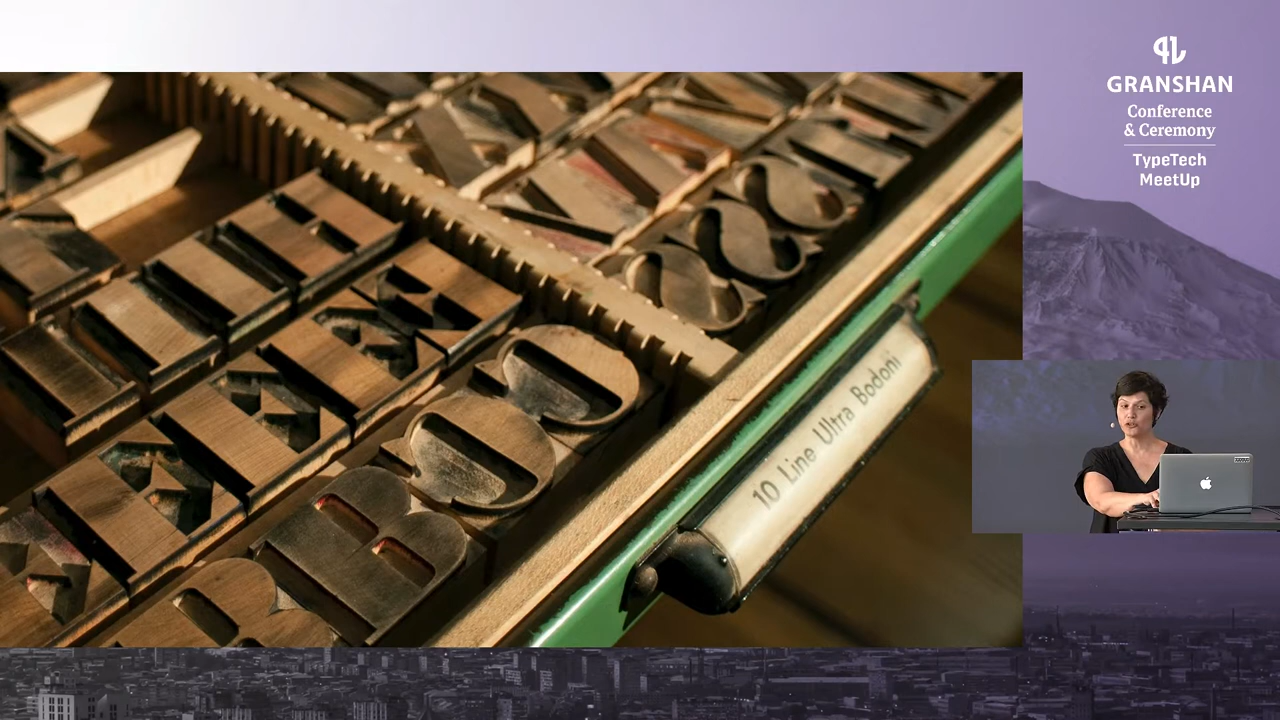 GRANSHAN
Conference
& Ceremony
TypeTech
MeetUp
10 Line Ultra Bodoni